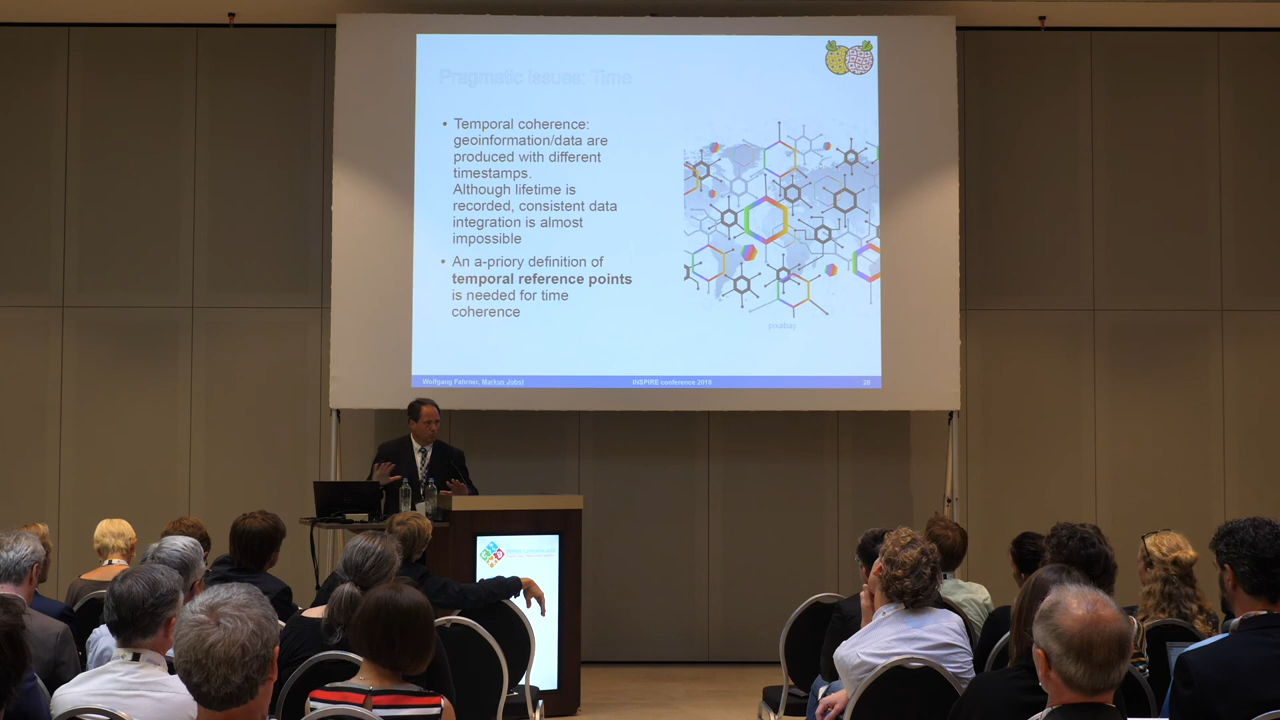 Pragmatic Issues: Time
• Temporal coherence:
geoinformation/data are
produced with different
timestamps.
Although lifetime is
recorded, consistent data
integration is almost
impossible
• An a-priory definition of
temporal reference points
is needed for time
coherence
pixabay
Wolfgang Fahrner, Markus Jobst
INSPIRE conference 2018
28